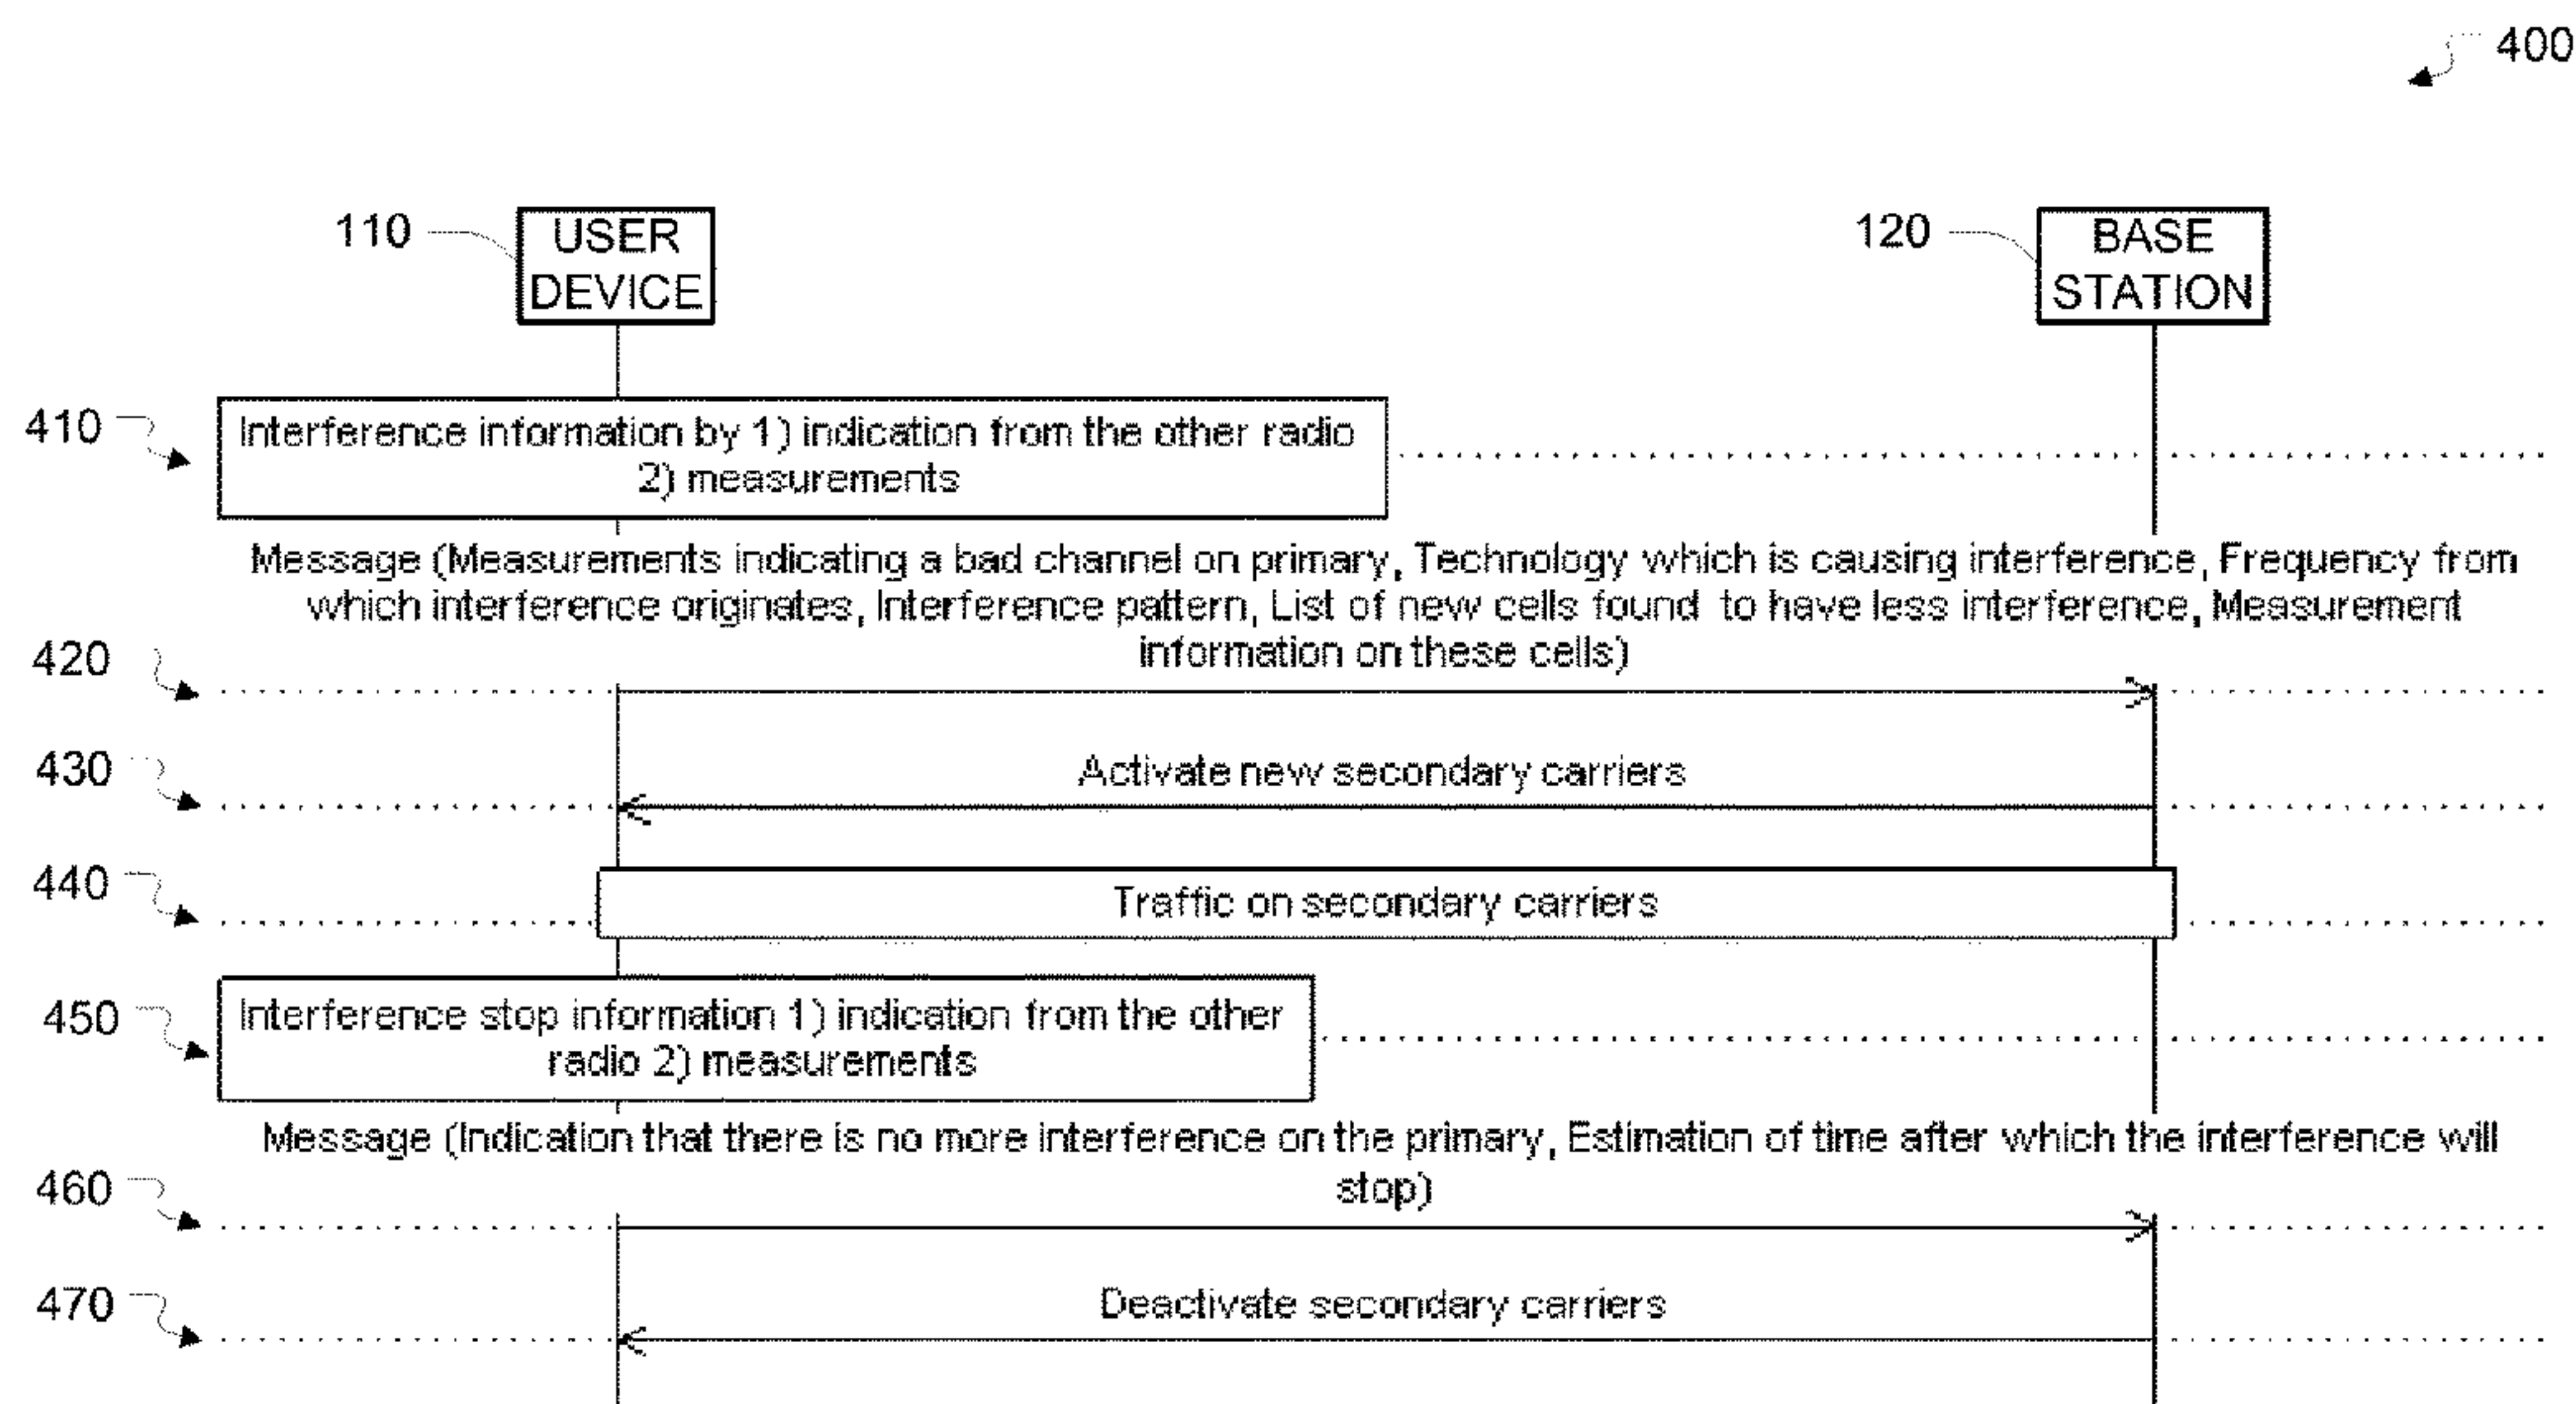 400
110
USER
DEVICE
120
BASE
STATION
410
Interference information by 1) indication from the other radio
2) measurements
Message (Measurements indicating a bad channel on primary, Technology which is causing interference, Frequency from
which interference originates, Interference pattern, List of new cells found to have less interference, Measurement
information on these cells)
420
430
Activate new secondary carriers
440
Traffic on secondary carriers
450
Interference stop information 1) indication from the other
radio 2) measurements
Message (Indication that there is no more interference on the primary, Estimation of time after which the interference will
stop)
460
470
Deactivate secondary carriers